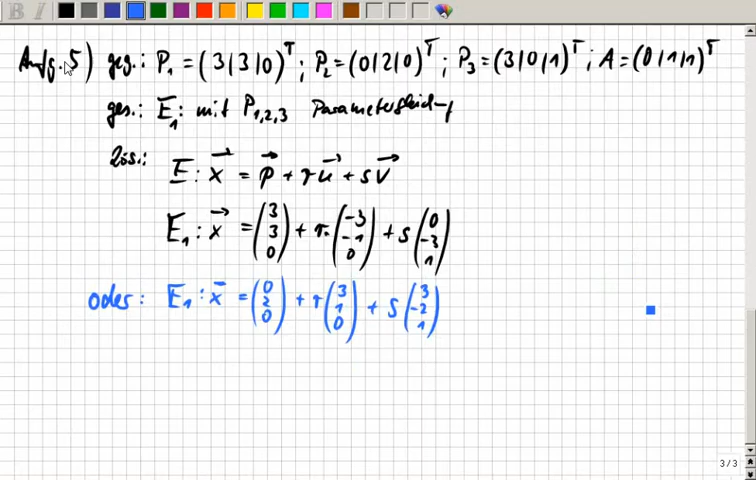 B I
Aufg. 5) geg.: P₁ = (3|3|0)ᵀ ; P₂ = (0|2|0)ᵀ ; P₃ = (3|0|1)ᵀ ; A = (0|1|1)ᵀ
ges.: E₁: mit P₁,₂,₃ Parametergleichung
Lös.: E: x⃗ = p⃗ + r u⃗ + s v⃗
E₁: x⃗ = (3 3 0) + r·(-3 -1 0) + s (0 -3 1)
oder: E₁: x⃗ = (0 2 0) + r (3 1 0) + s (3 -2 1)
3 / 3